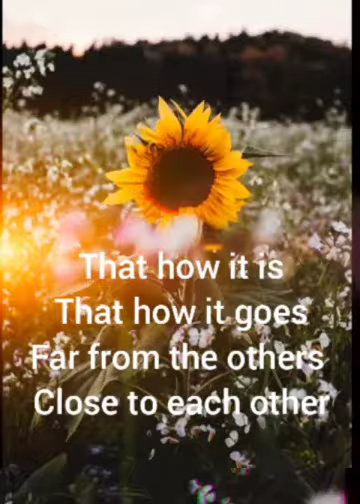 That how it is
That how it goes
Far from the others
Close to each other